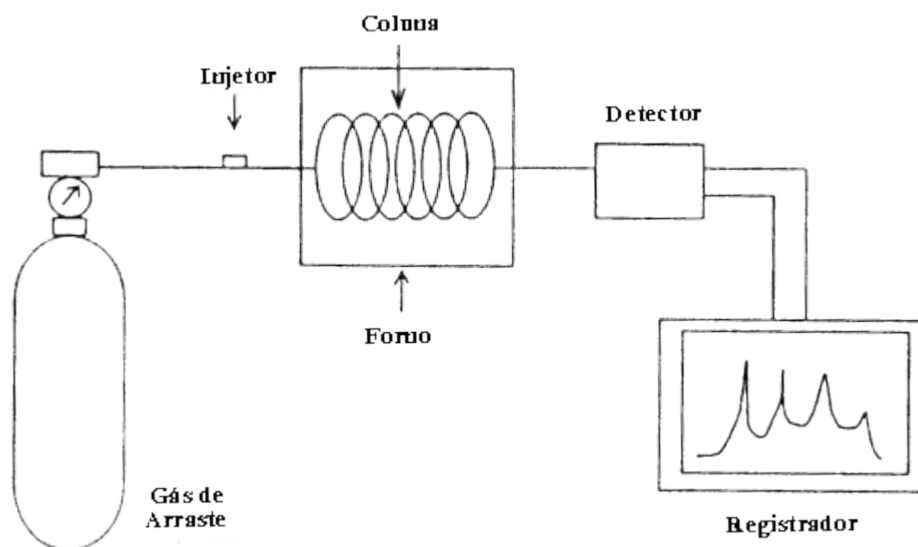 Coluna
Injetor
Detector
Forno
Gás de
Arraste
Registrador